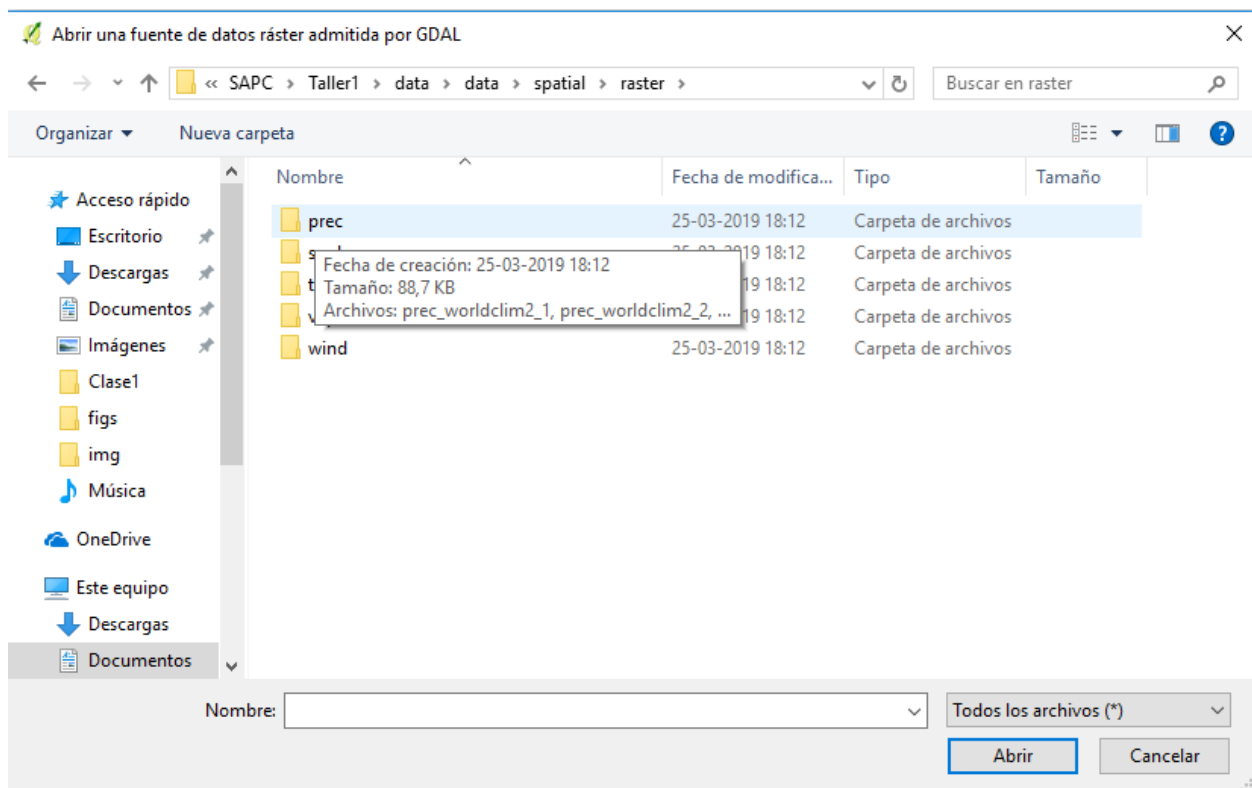 Abrir una fuente de datos ráster admitida por GDAL
« SAPC > Taller1 > data > data > spatial > raster >
Buscar en raster
Organizar
Nueva carpeta
Nombre
Fecha de modifica...
Tipo
Tamaño
Acceso rápido
Escritorio
Descargas
Documentos
Imágenes
Clase1
figs
img
Música
OneDrive
Este equipo
Descargas
Documentos
prec 25-03-2019 18:12 Carpeta de archivos
Carpeta de archivos
19 18:12 Carpeta de archivos
19 18:12 Carpeta de archivos
wind 25-03-2019 18:12 Carpeta de archivos
Fecha de creación: 25-03-2019 18:12
Tamaño: 88,7 KB
Archivos: prec_worldclim2_1, prec_worldclim2_2, ...
Nombre:
Todos los archivos (*)
Abrir
Cancelar